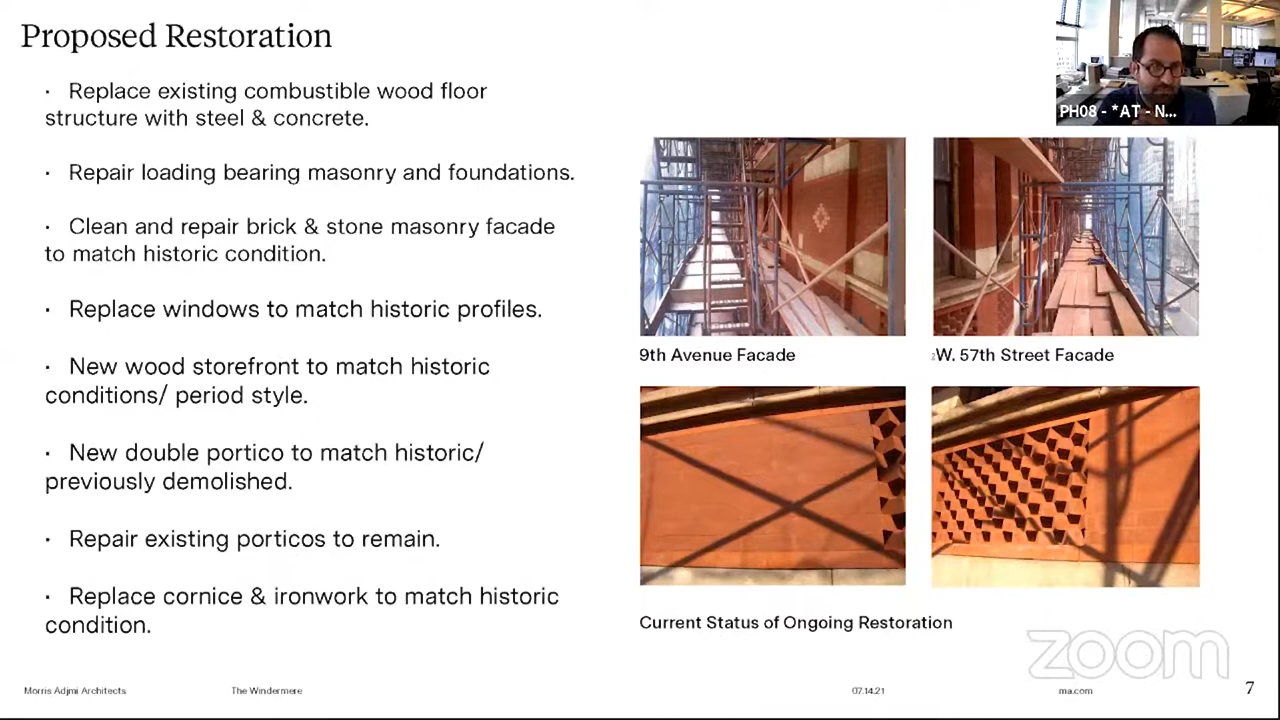 Proposed Restoration
· Replace existing combustible wood floor
structure with steel & concrete.
· Repair loading bearing masonry and foundations.
· Clean and repair brick & stone masonry facade
to match historic condition.
· Replace windows to match historic profiles.
· New wood storefront to match historic
conditions/ period style.
· New double portico to match historic/
previously demolished.
· Repair existing porticos to remain.
· Replace cornice & ironwork to match historic
condition.
PH08 - *AT - N...
9th Avenue Facade
W. 57th Street Facade
Current Status of Ongoing Restoration
zoom
Morris Adjmi Architects
The Windermere
07.14.21
ma.com
7